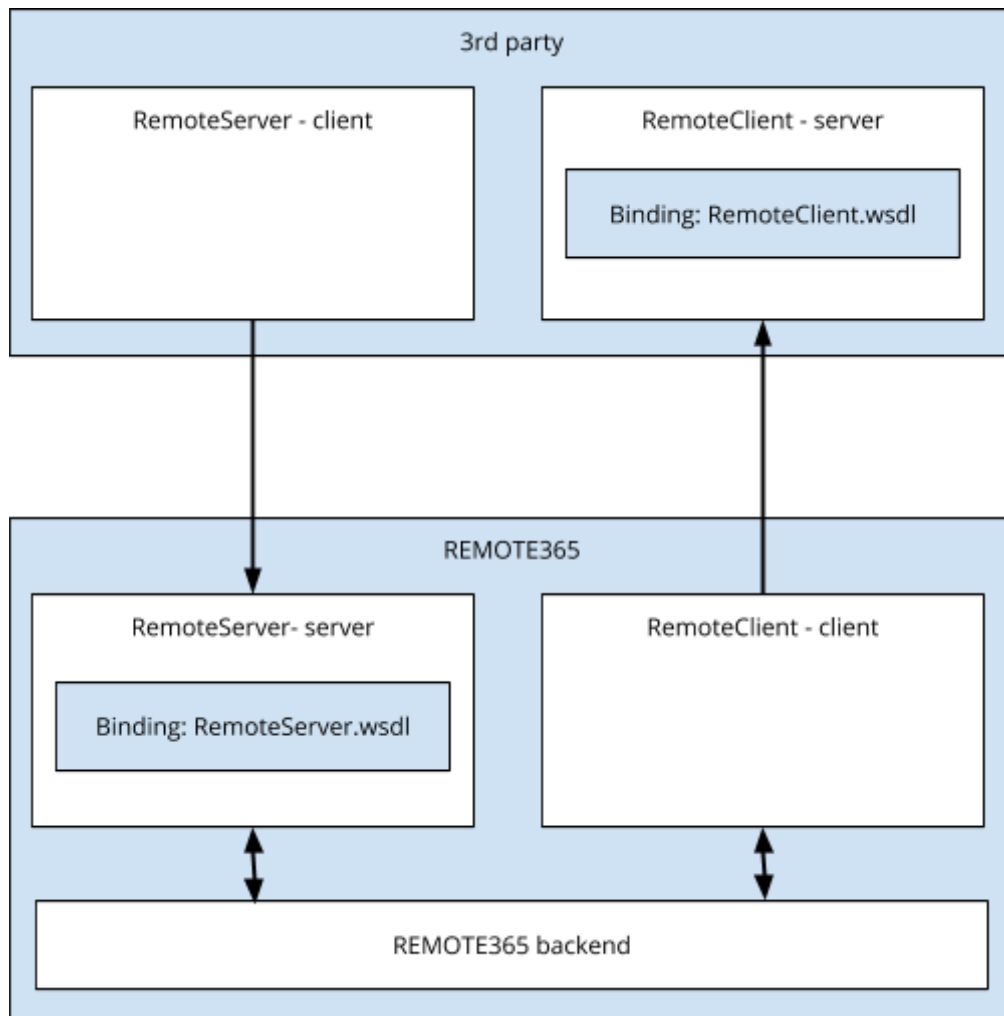 3rd party
RemoteServer - client
RemoteClient - server
Binding: RemoteClient.wsdl
REMOTE365
RemoteServer- server
RemoteClient - client
Binding: RemoteServer.wsdl
REMOTE365 backend